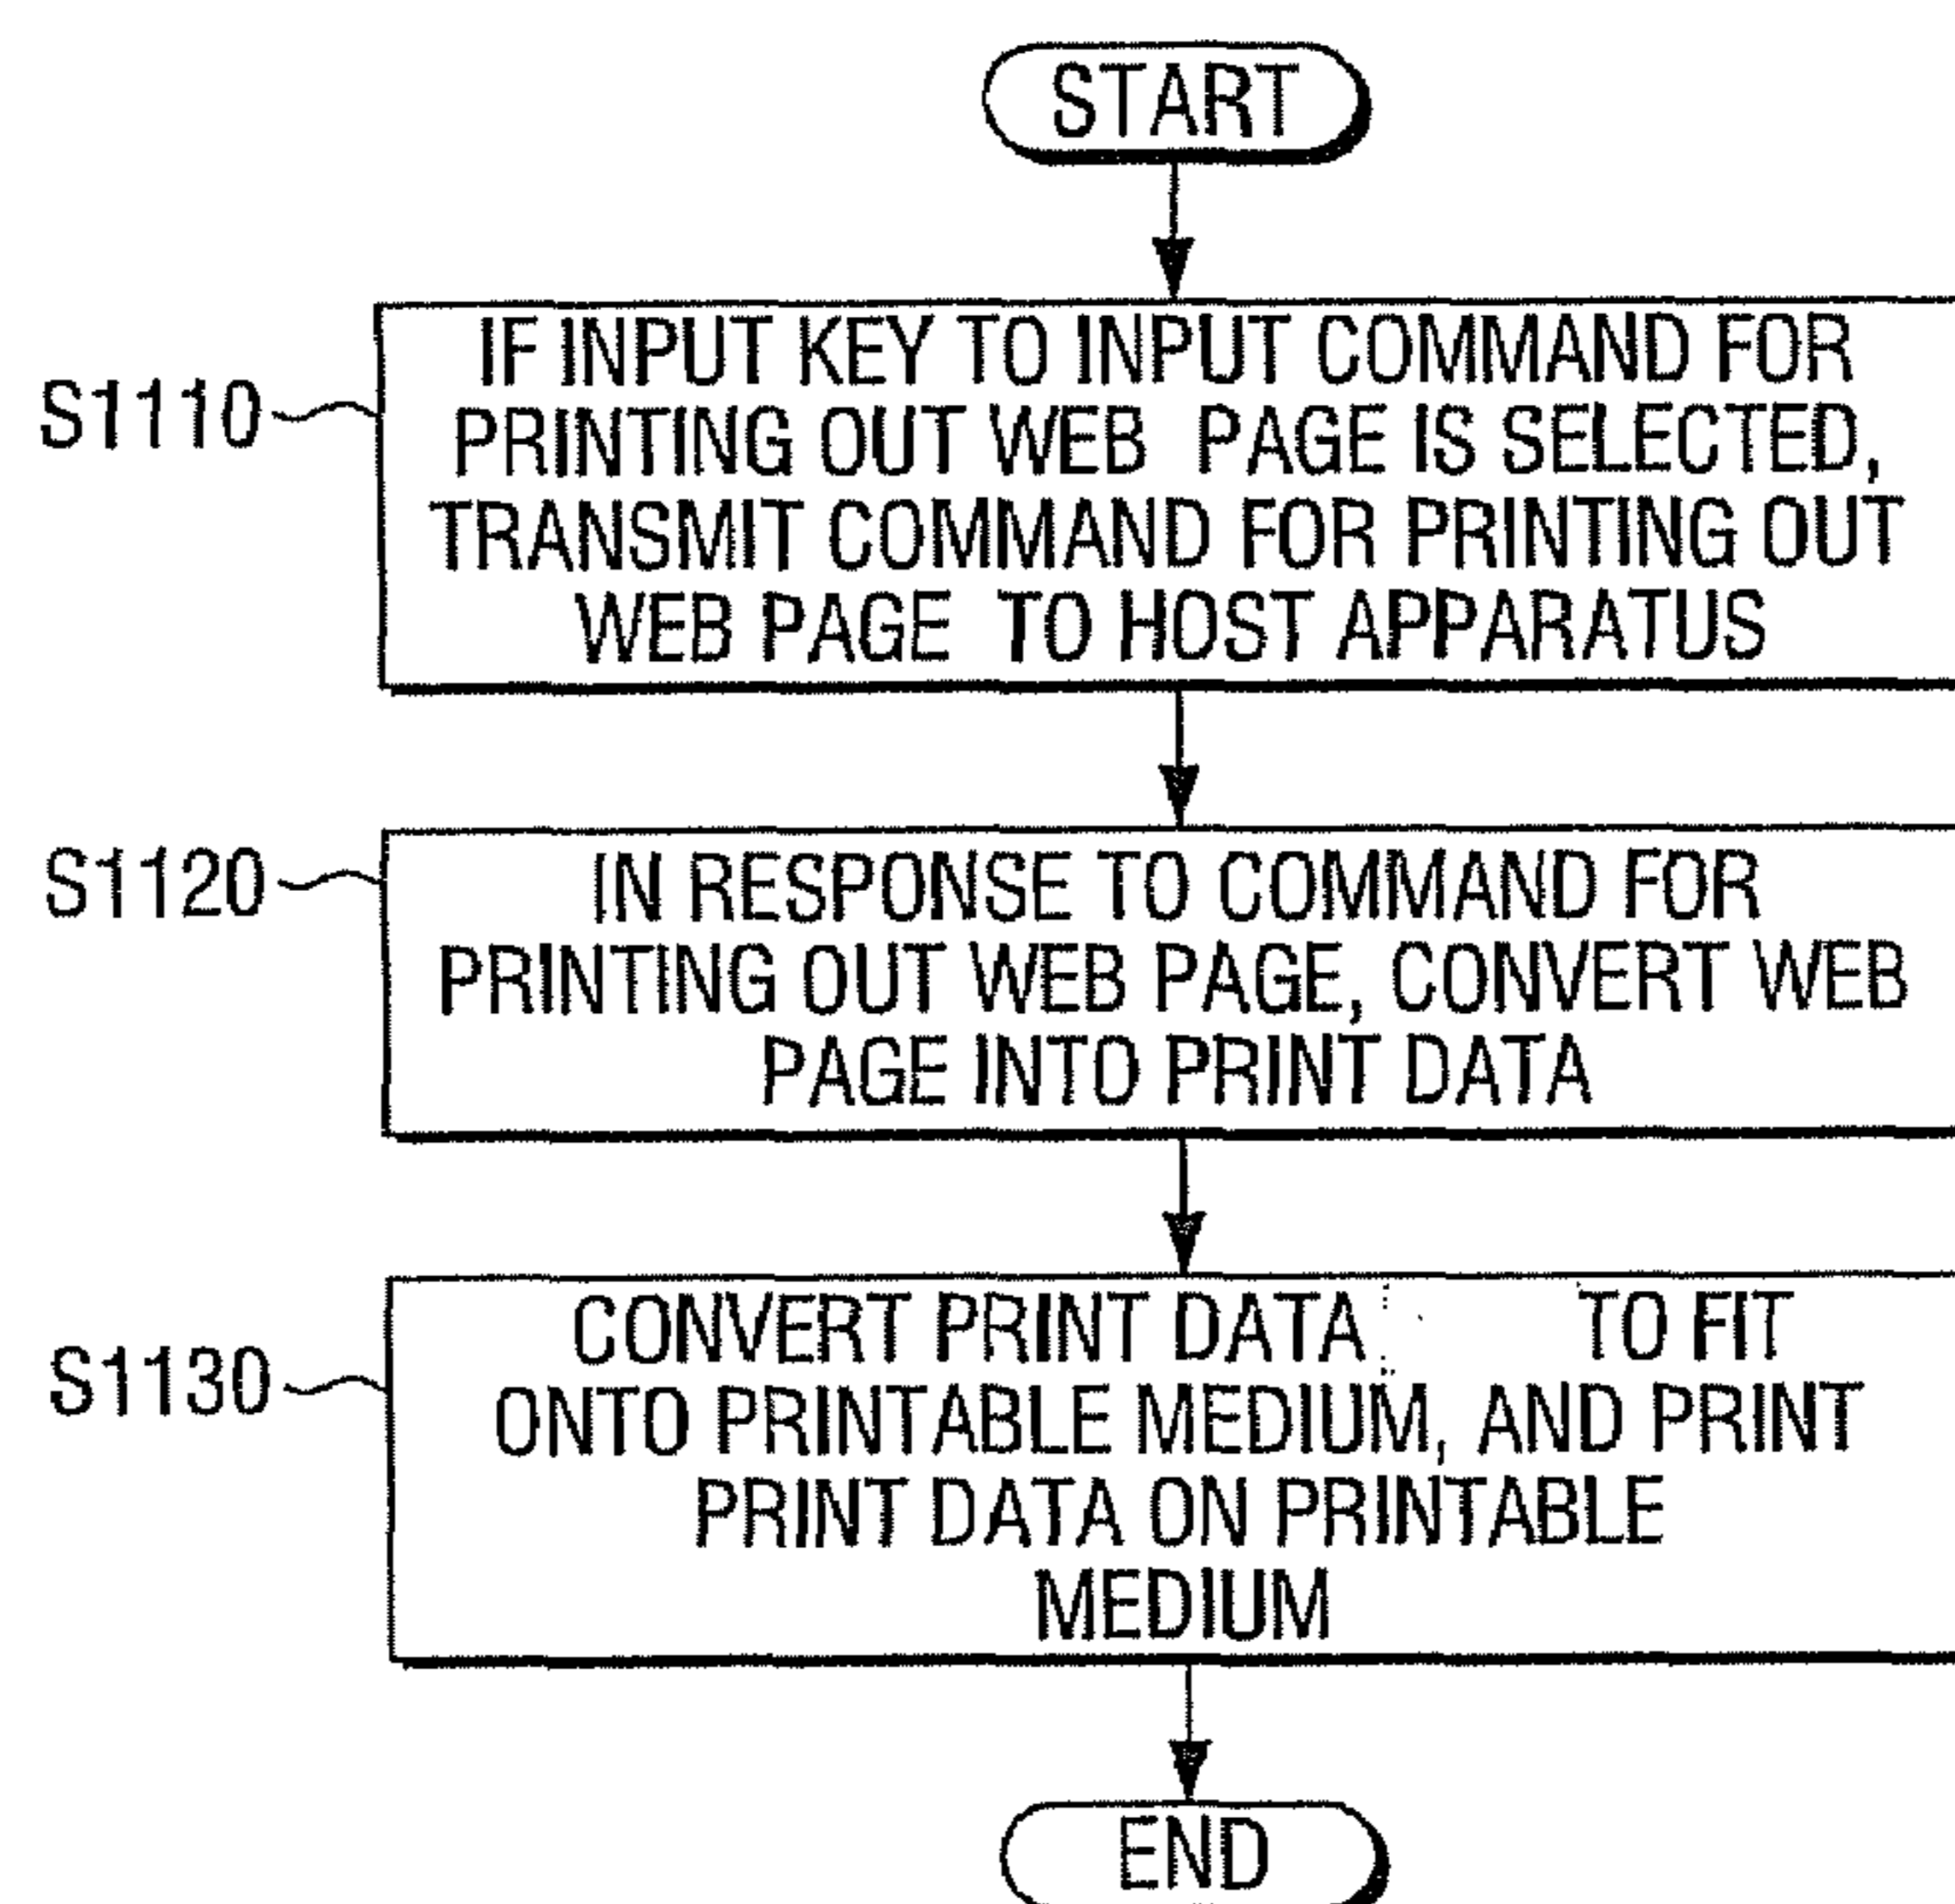 START
S1110
IF INPUT KEY TO INPUT COMMAND FOR
PRINTING OUT WEB PAGE IS SELECTED,
TRANSMIT COMMAND FOR PRINTING OUT
WEB PAGE TO HOST APPARATUS
S1120
IN RESPONSE TO COMMAND FOR
PRINTING OUT WEB PAGE, CONVERT WEB
PAGE INTO PRINT DATA
S1130
CONVERT PRINT DATA TO FIT
ONTO PRINTABLE MEDIUM, AND PRINT
PRINT DATA ON PRINTABLE
MEDIUM
END